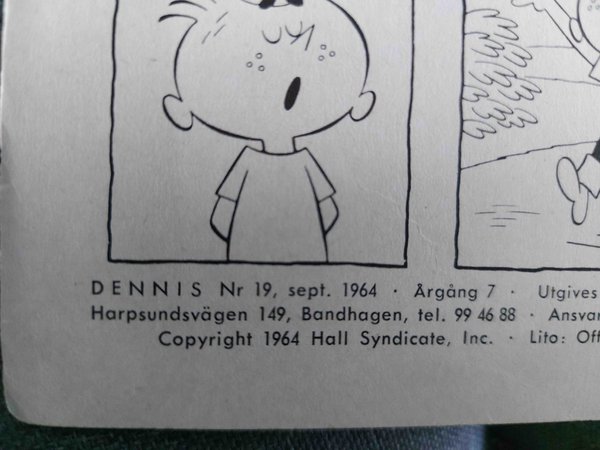 DENNIS Nr 19, sept. 1964 · Årgång 7 · Utgives
Harpsundsvägen 149, Bandhagen, tel. 99 46 88 · Ansvar
Copyright 1964 Hall Syndicate, Inc. · Lito: Off